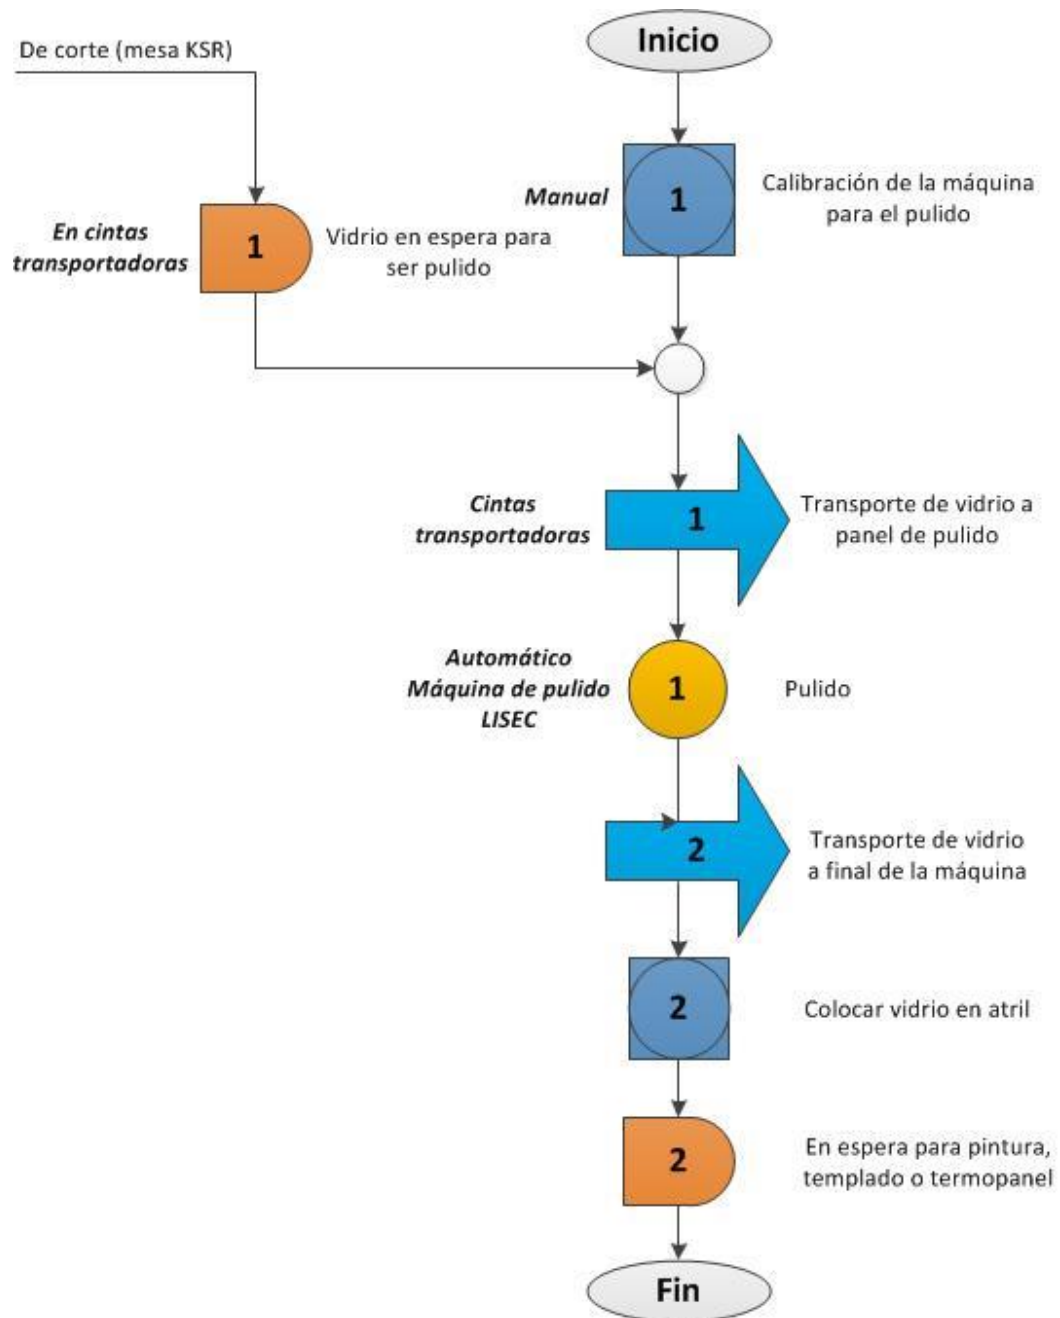 Inicio
De corte (mesa KSR)
Manual
1
Calibración de la máquina
para el pulido
En cintas
transportadoras
1
Vidrio en espera para
ser pulido
Cintas
transportadoras
1
Transporte de vidrio a
panel de pulido
Automático
Máquina de pulido
LISEC
1
Pulido
2
Transporte de vidrio
a final de la máquina
2
Colocar vidrio en atril
2
En espera para pintura,
templado o termopanel
Fin